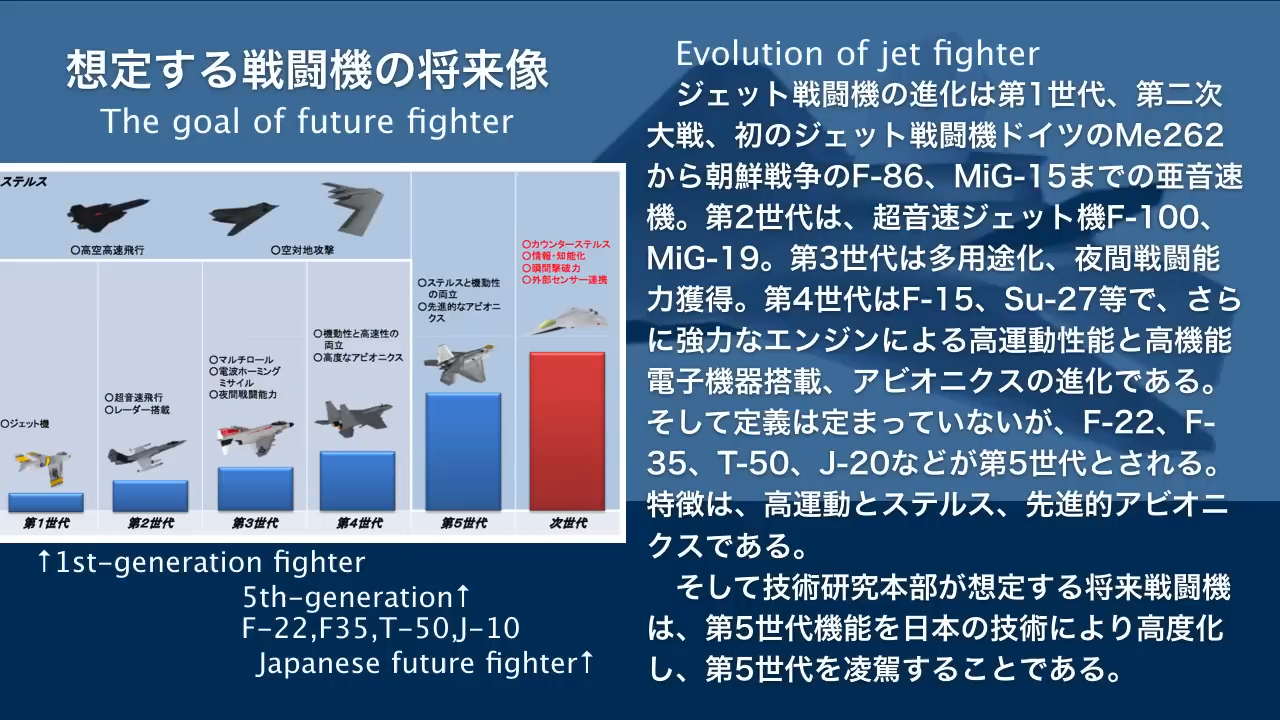 想定する戦闘機の将来像
The goal of future fighter
ステルス
〇高空高速飛行
〇空対地攻撃
〇カウンターステルス
〇情報・知能化
〇瞬間撃破力
〇外部センサー連携
〇ステルスと機動性
の両立
〇先進的なアビオニ
クス
〇機動性と高速性の
両立
〇高度なアビオニクス
〇マルチロール
〇電波ホーミング
ミサイル
〇夜間戦闘能力
〇超音速飛行
〇レーダー搭載
〇ジェット機
第1世代
第2世代
第3世代
第4世代
第5世代
次世代
↑1st-generation fighter
5th-generation↑
F-22,F35,T-50,J-10
Japanese future fighter↑
Evolution of jet fighter
ジェット戦闘機の進化は第1世代、第二次
大戦、初のジェット戦闘機ドイツのMe262
から朝鮮戦争のF-86、MiG-15までの亜音速
機。第2世代は、超音速ジェット機F-100、
MiG-19。第3世代は多用途化、夜間戦闘能
力獲得。第4世代はF-15、Su-27等で、さら
に強力なエンジンによる高運動性能と高機能
電子機器搭載、アビオニクスの進化である。
そして定義は定まっていないが、F-22、F-
35、T-50、J-20などが第5世代とされる。
特徴は、高運動とステルス、先進的アビオニ
クスである。
そして技術研究本部が想定する将来戦闘機
は、第5世代機能を日本の技術により高度化
し、第5世代を凌駕することである。